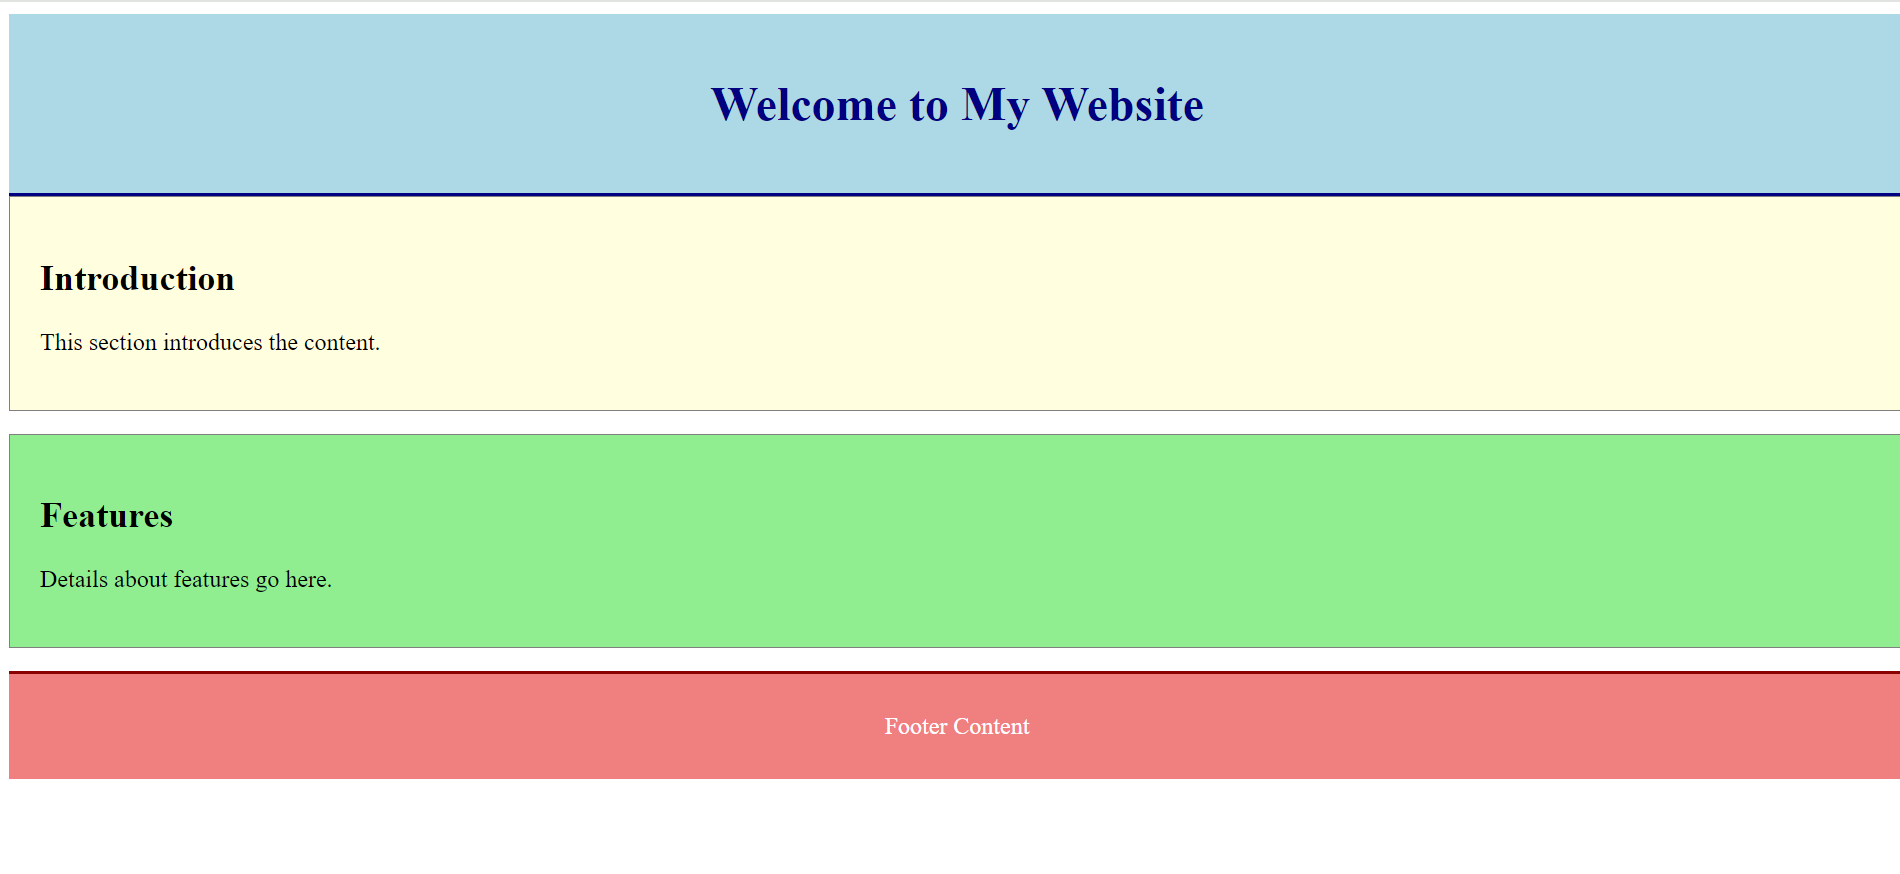 Welcome to My Website
Introduction
This section introduces the content.
Features
Details about features go here.
Footer Content